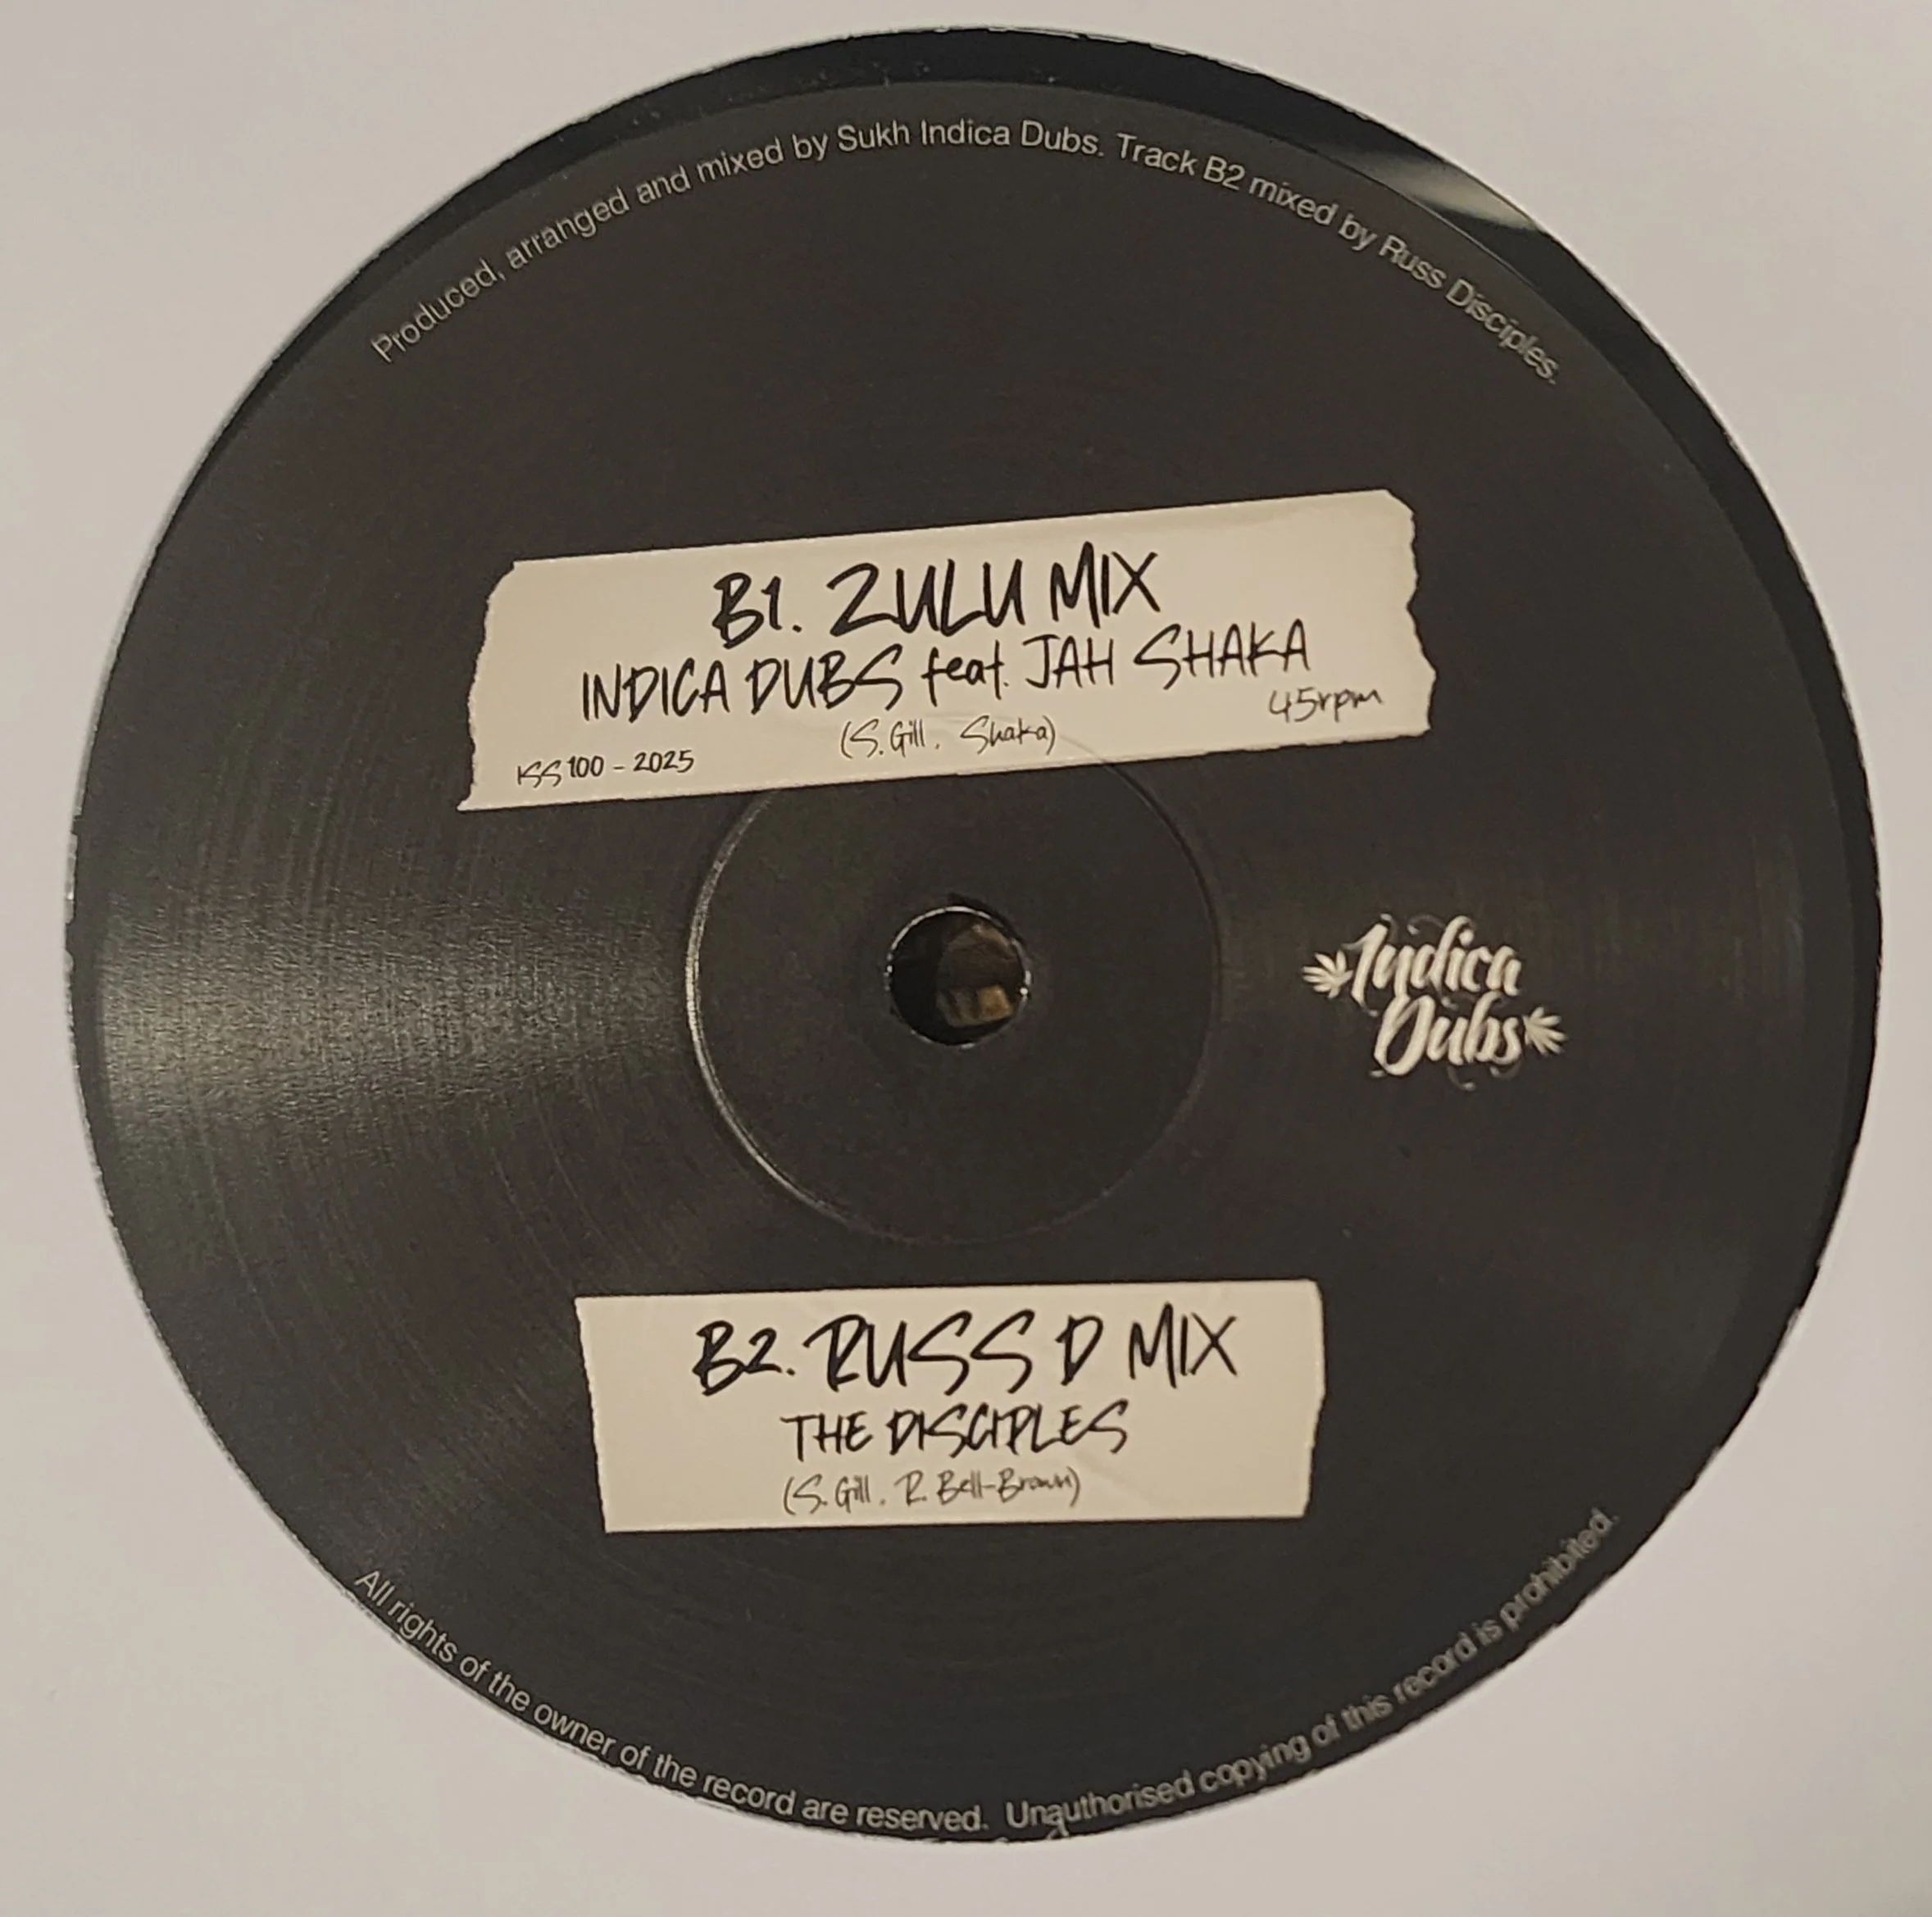 Produced, arranged and mixed by Sukh Indica Dubs. Track B2 mixed by Russ Disciples.
B1. ZULU MIX
INDICA DUBS feat. JAH SHAKA
45rpm
(S. Gill, Shaka)
ISS100 - 2025
Indica
Dubs
B2. RUSS D MIX
THE DISCIPLES
(S. Gill, R. Bell-Brown)
All rights of the owner of the record are reserved. Unauthorised copying of this record is prohibited.